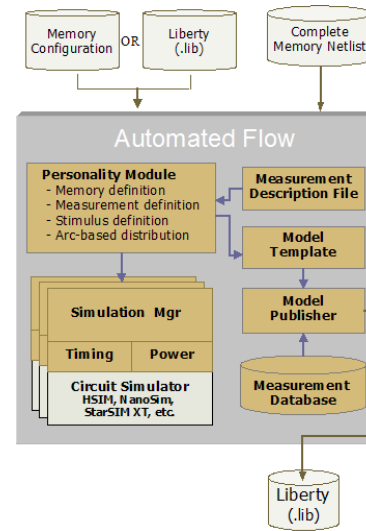 Memory
Configuration
OR
Liberty
(.lib)
Complete
Memory Netlist
Automated Flow
Personality Module
- Memory definition
- Measurement definition
- Stimulus definition
- Arc-based distribution
Measurement
Description File
Model
Template
Simulation Mgr
Model
Publisher
Timing
Power
Circuit Simulator
HSIM, NanoSim,
StarSIM XT, etc.
Measurement
Database
Liberty
(.lib)